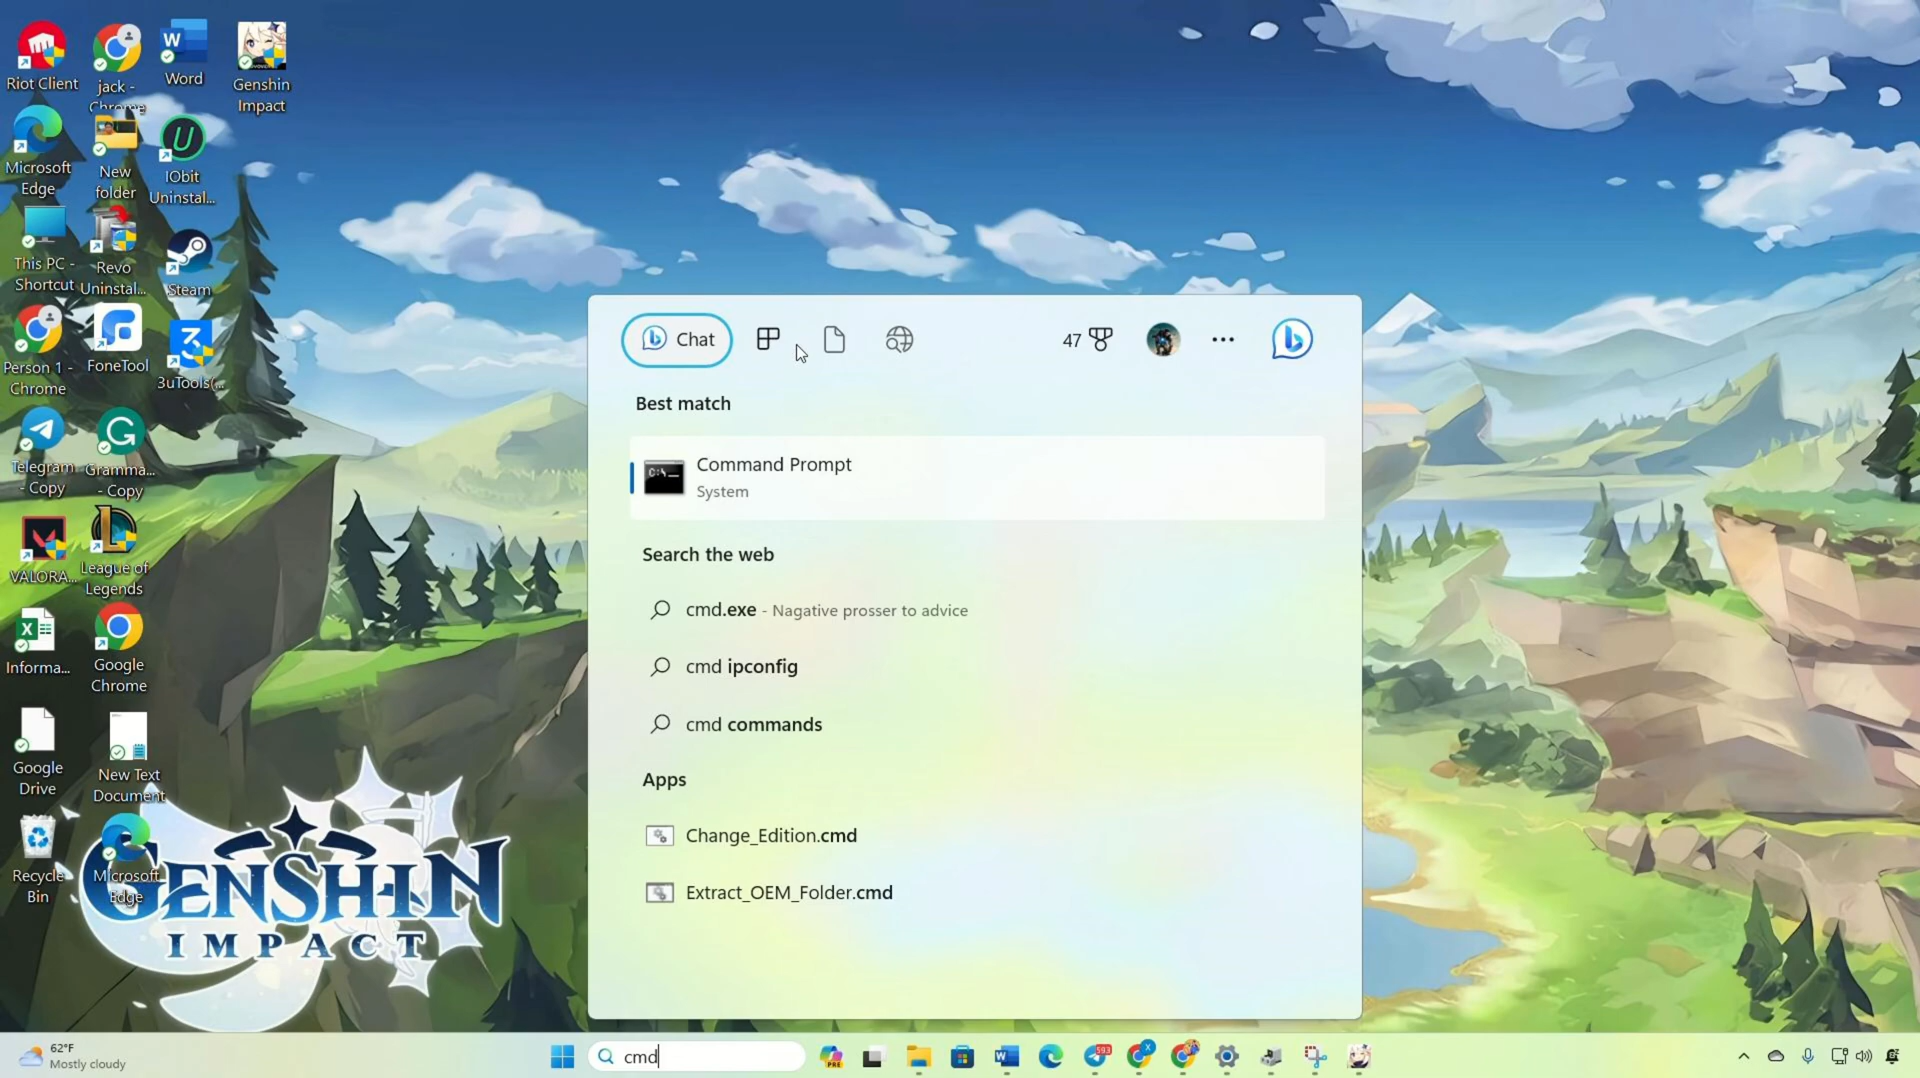 Riot Client
jack -
Chrome
Word
Genshin
Impact
Microsoft
Edge
New
folder
IObit
Uninstal...
This PC -
Shortcut
Revo
Uninstal...
Steam
Person 1 -
Chrome
FoneTool
3uTools(...
Telegram
- Copy
Gramma...
- Copy
VALORA...
League of
Legends
Informa...
Google
Chrome
Google
Drive
New Text
Document
Recycle
Bin
Microsoft
Edge
GENSHIN
IMPACT
Chat
47
Best match
Command Prompt
System
Search the web
cmd.exe - Nagative prosser to advice
cmd ipconfig
cmd commands
Apps
Change_Edition.cmd
Extract_OEM_Folder.cmd
62°F
Mostly cloudy
cmd
PRE
593
X